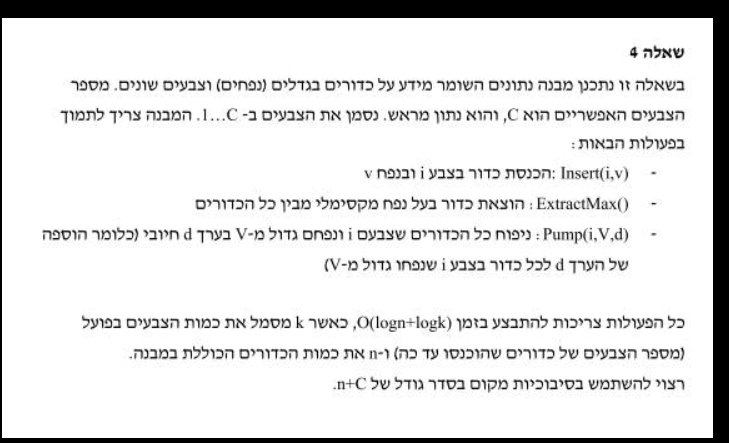 שאלה 4
בשאלה זו נתכנן מבנה נתונים השומר מידע על כדורים בגדלים (נפחים) וצבעים שונים. מספר
הצבעים האפשריים הוא C, והוא נתון מראש. נסמן את הצבעים ב- 1…C. המבנה צריך לתמוך
בפעולות הבאות:
- Insert(i,v): הכנסת כדור בצבע i ובנפח v
- ExtractMax(): הוצאת כדור בעל נפח מקסימלי מבין כל הכדורים
- Pump(i,V,d): ניפוח כל הכדורים שצבעם i ונפחם גדול מ-V בערך d חיובי (כלומר הוספה
של הערך d לכל כדור בצבע i שנפחו גדול מ-V)
כל הפעולות צריכות להתבצע בזמן O(logn+logk), כאשר k מסמל את כמות הצבעים בפועל
(מספר הצבעים של כדורים שהוכנסו עד כה) ו-n את כמות הכדורים הכוללת במבנה.
רצוי להשתמש בסיבוכיות מקום בסדר גודל של n+C.